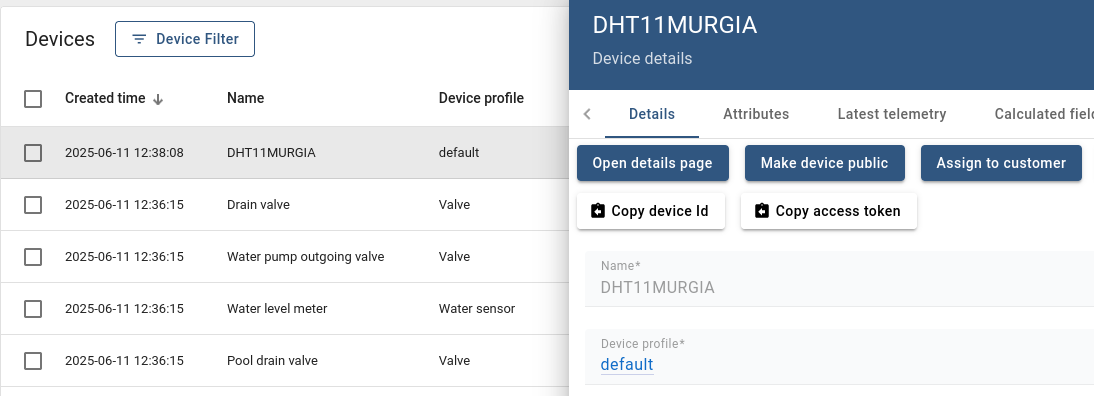 Devices
Device Filter
Created time
Name
Device profile
2025-06-11 12:38:08
DHT11MURGIA
default
2025-06-11 12:36:15
Drain valve
Valve
2025-06-11 12:36:15
Water pump outgoing valve
Valve
2025-06-11 12:36:15
Water level meter
Water sensor
2025-06-11 12:36:15
Pool drain valve
Valve
DHT11MURGIA
Device details
Details
Attributes
Latest telemetry
Calculated
Open details page
Make device public
Assign to customer
Copy device Id
Copy access token
Name*
DHT11MURGIA
Device profile*
default